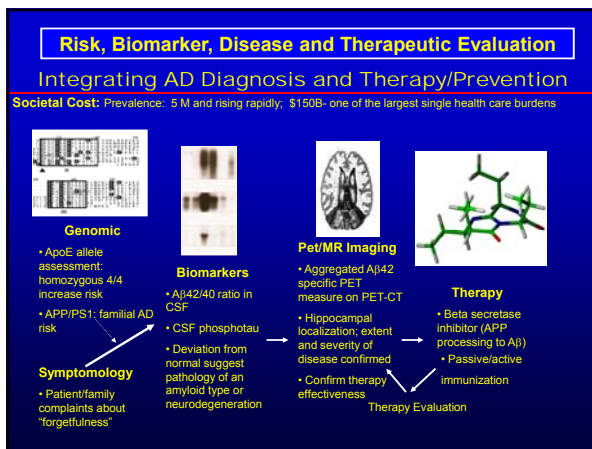 Risk, Biomarker, Disease and Therapeutic Evaluation
Integrating AD Diagnosis and Therapy/Prevention
Societal Cost: Prevalence: 5 M and rising rapidly; $150B- one of the largest single health care burdens
Genomic
• ApoE allele
assessment:
homozygous 4/4
increase risk
• APP/PS1: familial AD
risk
Symptomology
• Patient/family
complaints about
“forgetfulness”
Biomarkers
• Aβ42/40 ratio in
CSF
• CSF phosphotau
• Deviation from
normal suggest
pathology of an
amyloid type or
neurodegeneration
Pet/MR Imaging
• Aggregated Aβ42
specific PET
measure on PET-CT
• Hippocampal
localization; extent
and severity of
disease confirmed
• Confirm therapy
effectiveness
Therapy
• Beta secretase
inhibitor (APP
processing to Aβ)
• Passive/active
immunization
Therapy Evaluation